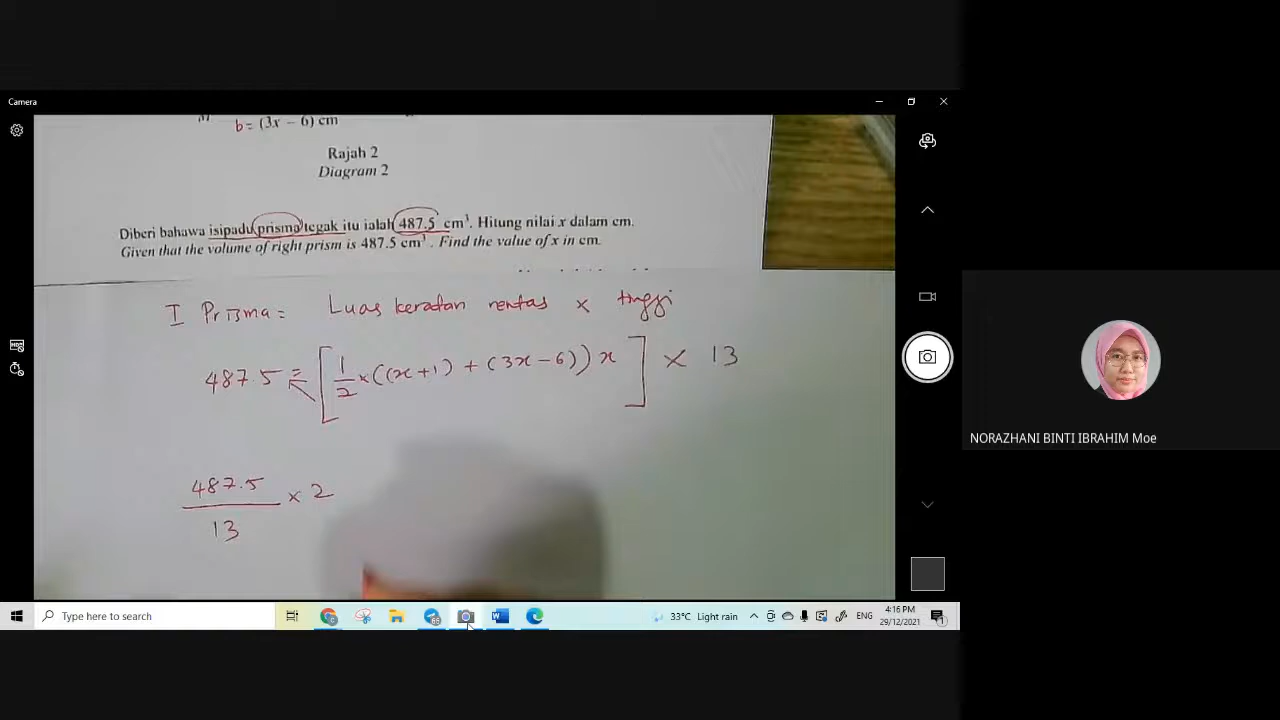 Camera
b = (3x – 6) cm
Rajah 2
Diagram 2
Diberi bahawa isipadu prisma tegak itu ialah 487.5 cm³. Hitung nilai x dalam cm.
Given that the volume of right prism is 487.5 cm³. Find the value of x in cm.
I Prisma = Luas keratan rentas × tinggi
487.5 = [1/2 × ((x+1) + (3x-6)) x] × 13
487.5/13 × 2
NORAZHANI BINTI IBRAHIM Moe
Type here to search
33°C Light rain
ENG
4:16 PM
29/12/2021